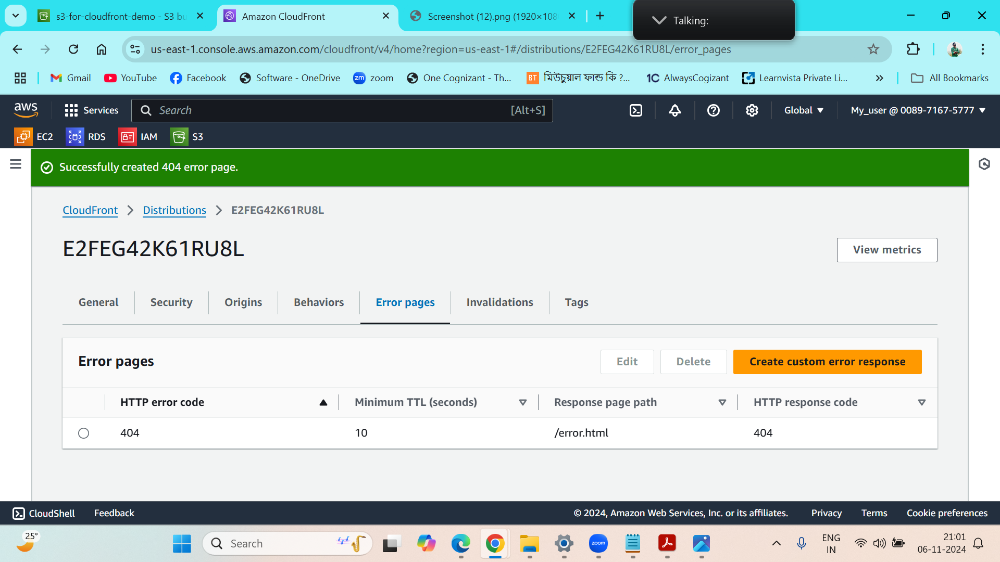 s3-for-cloudfront-demo - S3 bu
Amazon CloudFront
Screenshot (12).png (1920×108
Talking:
us-east-1.console.aws.amazon.com/cloudfront/v4/home?region=us-east-1#/distributions/E2FEG42K61RU8L/error_pages
Gmail
YouTube
Facebook
Software - OneDrive
zm
zoom
One Cognizant - Th...
BT
মিউচুয়াল ফান্ড কি ?...
1C
AlwaysCogizant
Learnvista Private Li...
All Bookmarks
aws
Services
Search
[Alt+S]
Global
My_user @ 0089-7167-5777
EC2
RDS
IAM
S3
Successfully created 404 error page.
CloudFront
Distributions
E2FEG42K61RU8L
E2FEG42K61RU8L
View metrics
General
Security
Origins
Behaviors
Error pages
Invalidations
Tags
Error pages
Edit
Delete
Create custom error response
HTTP error code
Minimum TTL (seconds)
Response page path
HTTP response code
404
10
/error.html
404
CloudShell
Feedback
© 2024, Amazon Web Services, Inc. or its affiliates.
Privacy
Terms
Cookie preferences
25°
Search
zoom
ENG
IN
21:01
06-11-2024